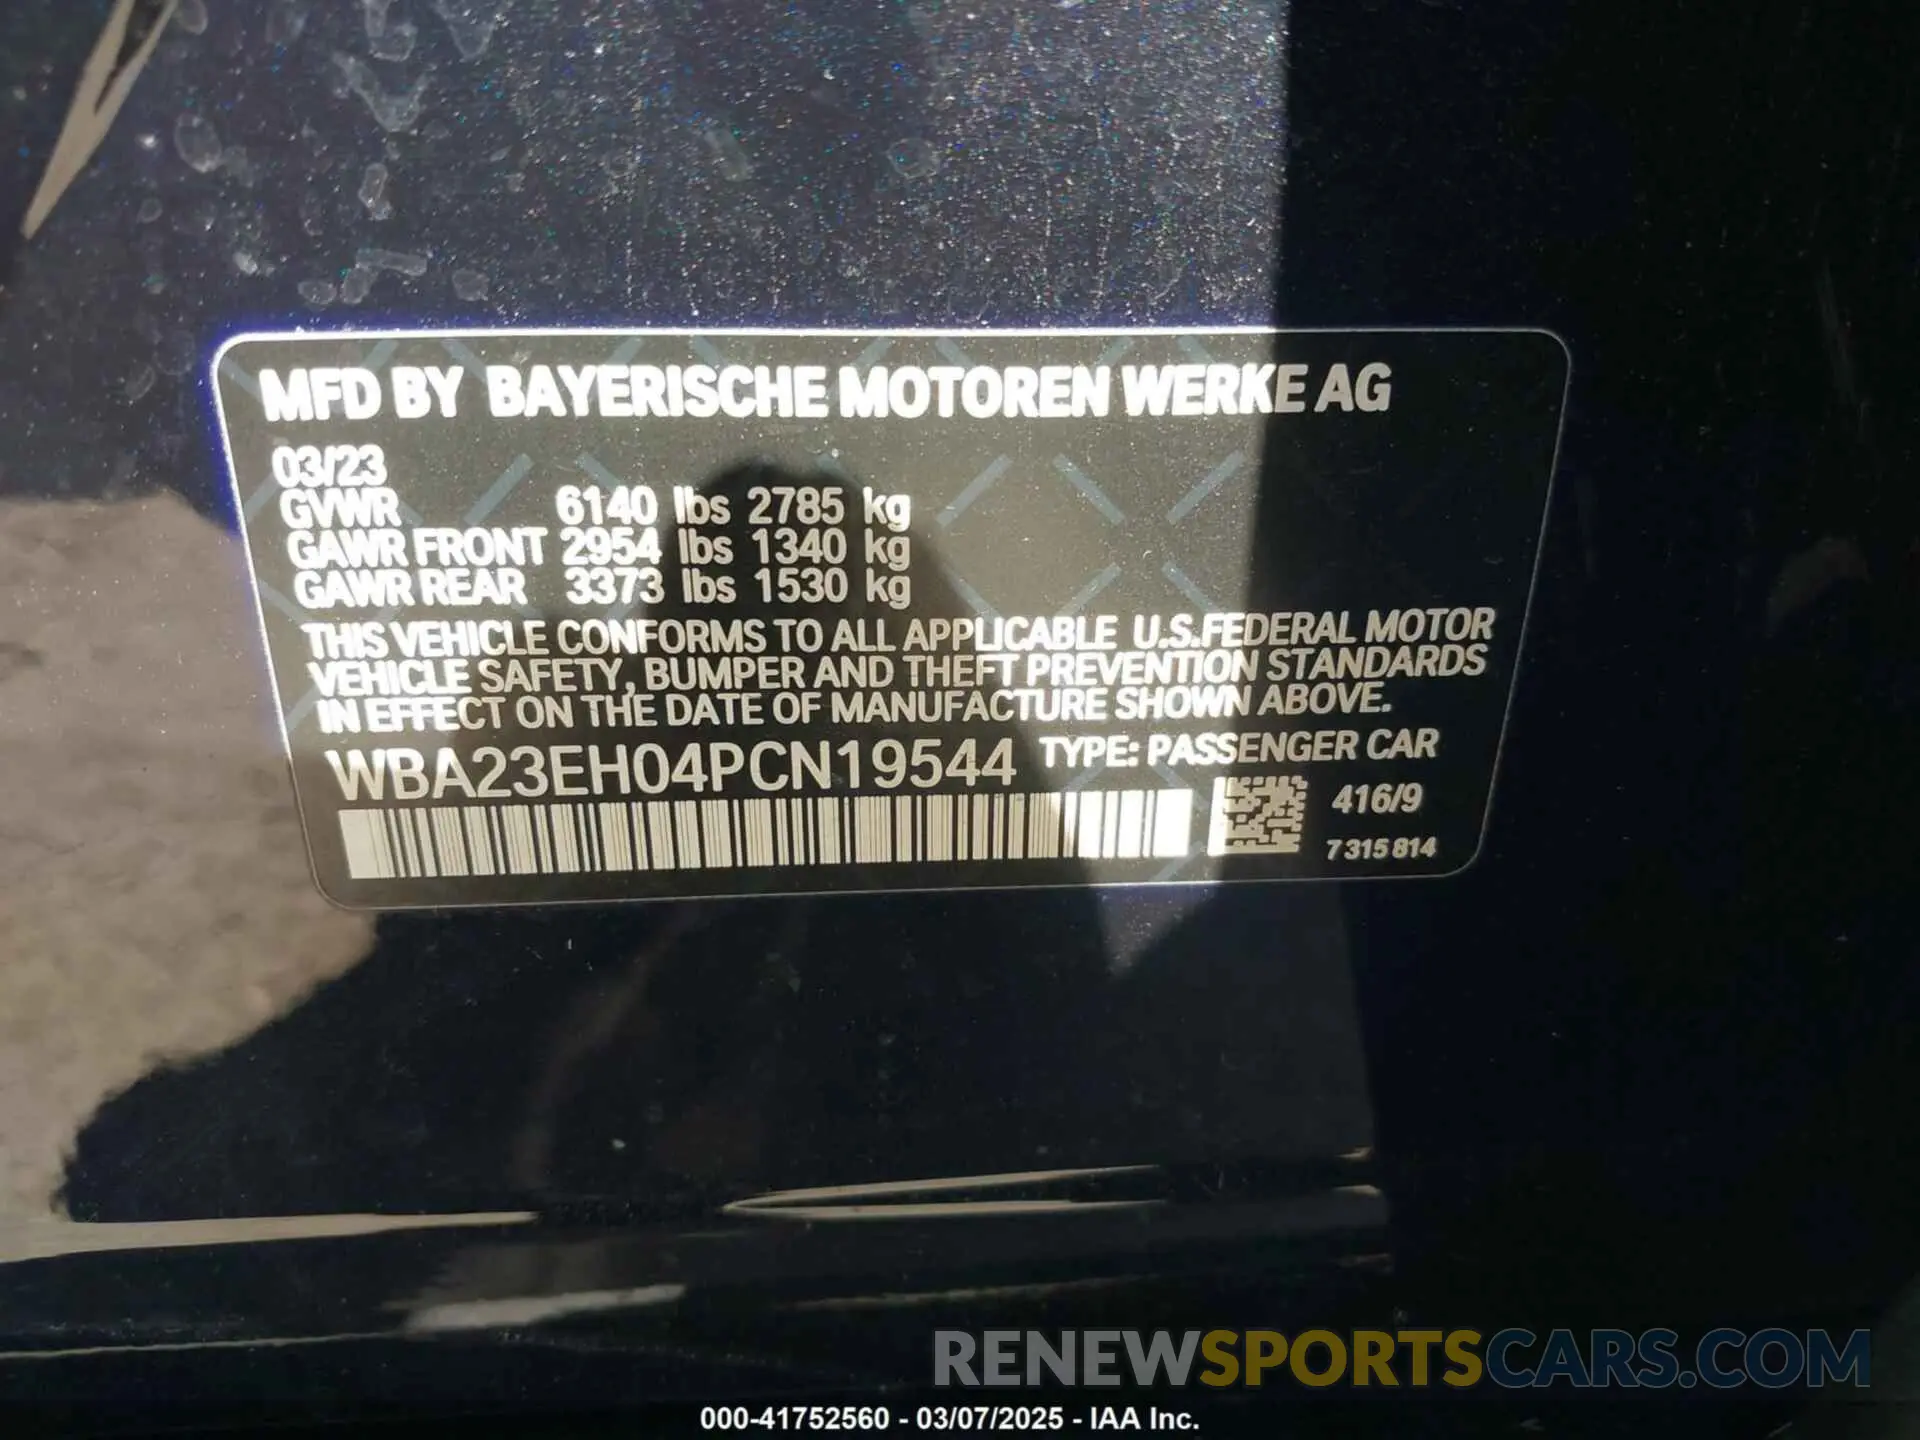 MFD BY BAYERISCHE MOTOREN WERKE AG
03/23
GVWR 6140 lbs 2785 kg
GAWR FRONT 2954 lbs 1340 kg
GAWR REAR 3373 lbs 1530 kg
THIS VEHICLE CONFORMS TO ALL APPLICABLE U.S.FEDERAL MOTOR
VEHICLE SAFETY, BUMPER AND THEFT PREVENTION STANDARDS
IN EFFECT ON THE DATE OF MANUFACTURE SHOWN ABOVE.
WBA23EH04PCN19544 TYPE: PASSENGER CAR
416/9
7 315 814
RENEWSPORTSCARS.COM
000-41752560 - 03/07/2025 - IAA Inc.